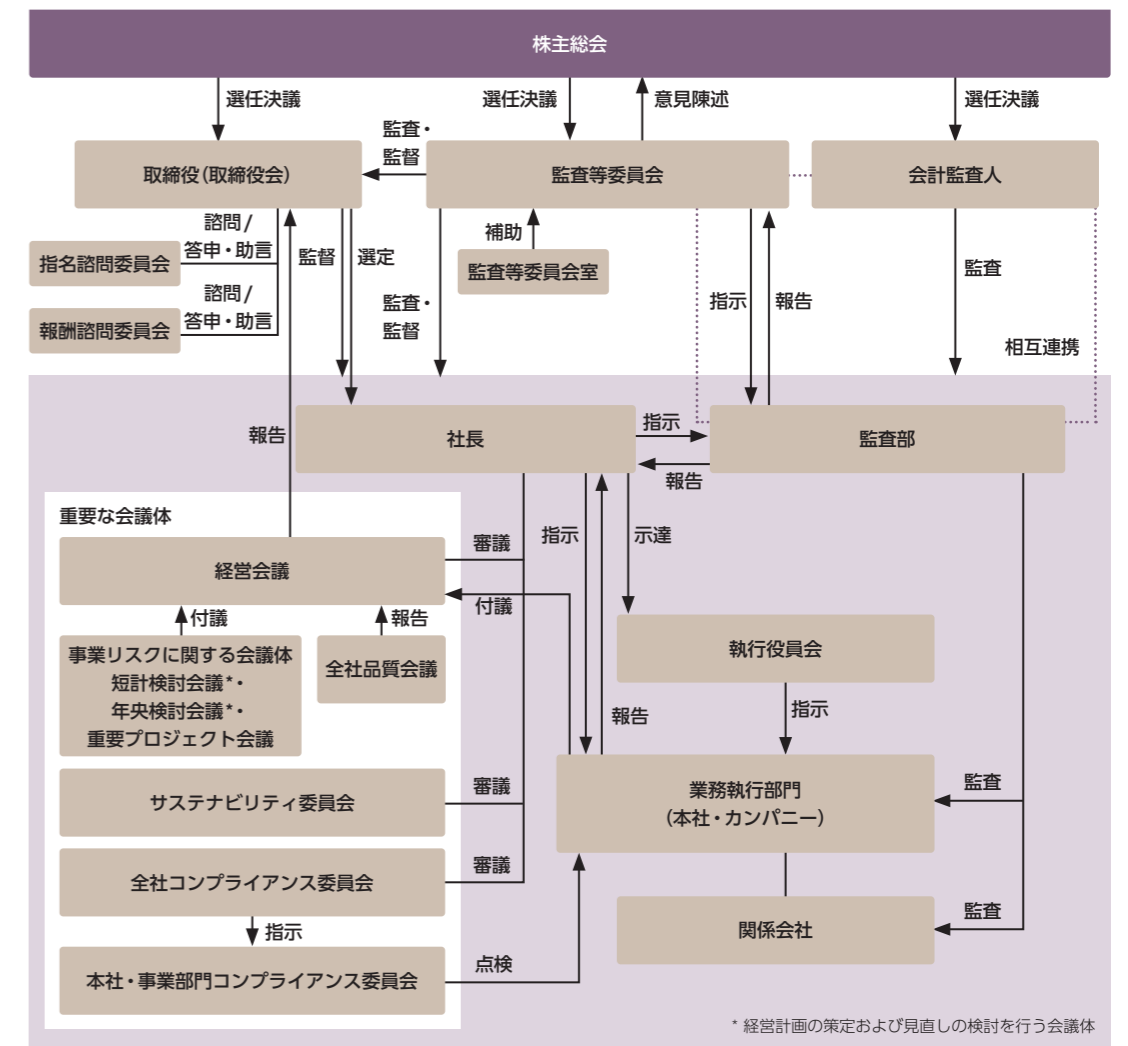 株主総会
選任決議
選任決議
意見陳述
選任決議
監査・
監督
取締役（取締役会）
監査等委員会
会計監査人
諮問/
答申・助言
指名諮問委員会
監督
選定
補助
監査等委員会室
監査
諮問/
答申・助言
報酬諮問委員会
監査・
監督
指示
報告
相互連携
報告
社長
指示
報告
監査部
重要な会議体
経営会議
審議
指示
示達
付議
付議
報告
事業リスクに関する会議体
短計検討会議*・
年央検討会議*・
重要プロジェクト会議
全社品質会議
執行役員会
報告
指示
サステナビリティ委員会
審議
業務執行部門
（本社・カンパニー）
監査
全社コンプライアンス委員会
審議
指示
関係会社
監査
本社・事業部門コンプライアンス委員会
点検
* 経営計画の策定および見直しの検討を行う会議体